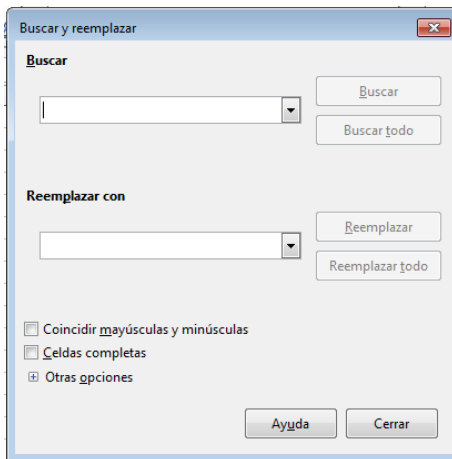 Buscar y reemplazar
Buscar
Buscar
Buscar todo
Reemplazar con
Reemplazar
Reemplazar todo
Coincidir mayúsculas y minúsculas
Celdas completas
Otras opciones
Ayuda
Cerrar